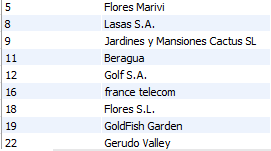 5 Flores Marivi
8 Lasas S.A.
9 Jardines y Mansiones Cactus SL
11 Beragua
12 Golf S.A.
16 france telecom
18 Flores S.L.
19 GoldFish Garden
22 Gerudo Valley